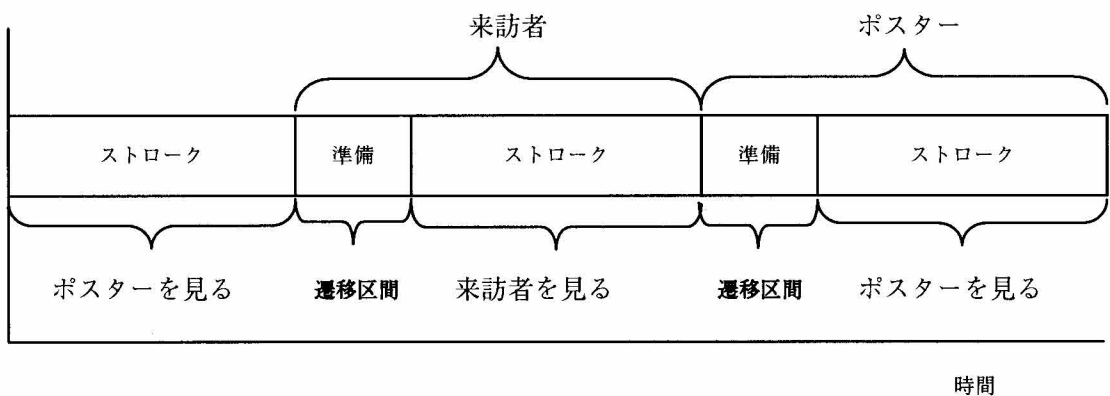 来訪者
ポスター
ストローク
準備
ストローク
準備
ストローク
ポスターを見る
遷移区間
来訪者を見る
遷移区間
ポスターを見る
時間